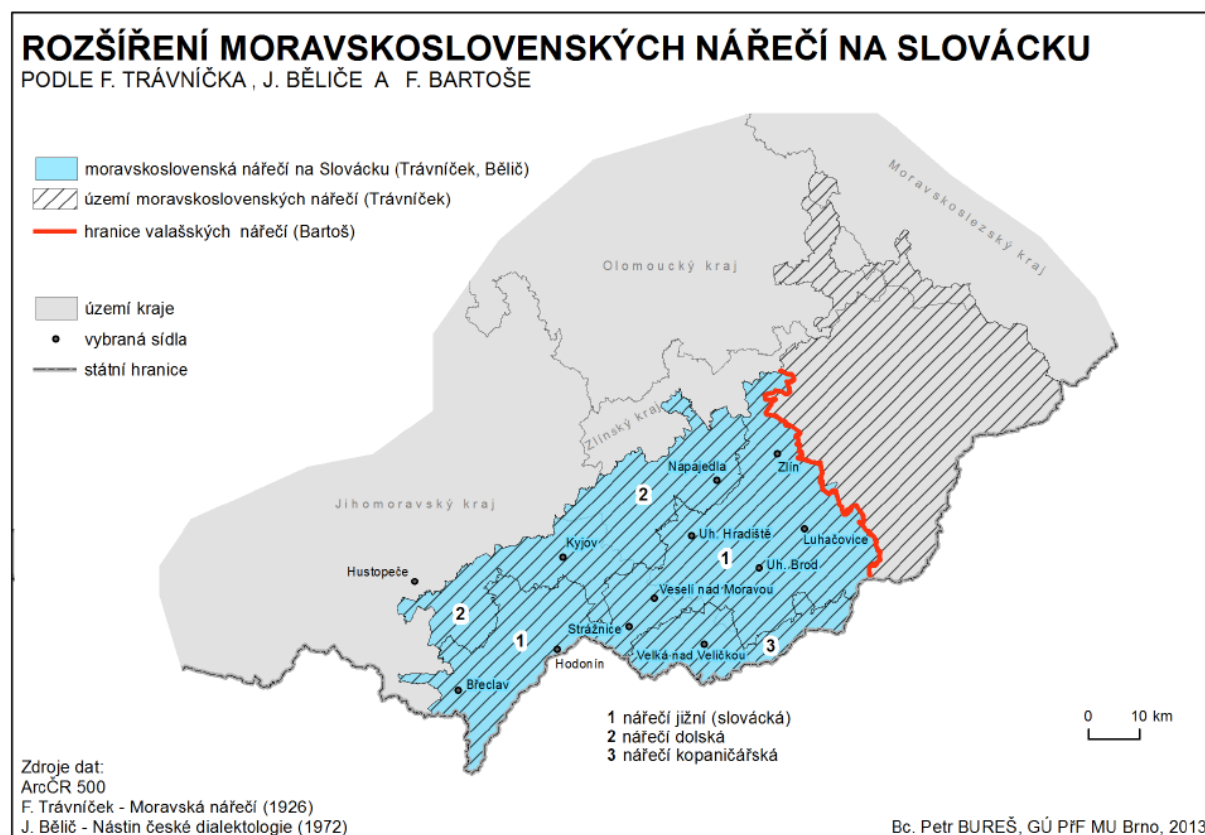 ROZŠÍŘENÍ MORAVSKOSLOVENSKÝCH NÁŘEČÍ NA SLOVÁCKU
PODLE F. TRÁVNÍČKA , J. BĚLIČE A F. BARTOŠE
moravskoslovenská nářečí na Slovácku (Trávníček, Bělič)
území moravskoslovenských nářečí (Trávníček)
hranice valašských nářečí (Bartoš)
území kraje
vybraná sídla
státní hranice
Moravskoslezský kraj
Olomoucký kraj
Zlínský kraj
Jihomoravský kraj
Napajedla
Zlín
2
Uh. Hradiště
Luhačovice
Kyjov
1
Uh. Brod
Hustopeče
Veselí nad Moravou
2
1
Strážnice
Velká nad Veličkou
3
Hodonín
Břeclav
1 nářečí jižní (slovácká)
2 nářečí dolská
3 nářečí kopaničářská
0 10 km
Zdroje dat:
ArcČR 500
F. Trávníček - Moravská nářečí (1926)
J. Bělič - Nástin české dialektologie (1972)
Bc. Petr BUREŠ, GÚ PřF MU Brno, 2013